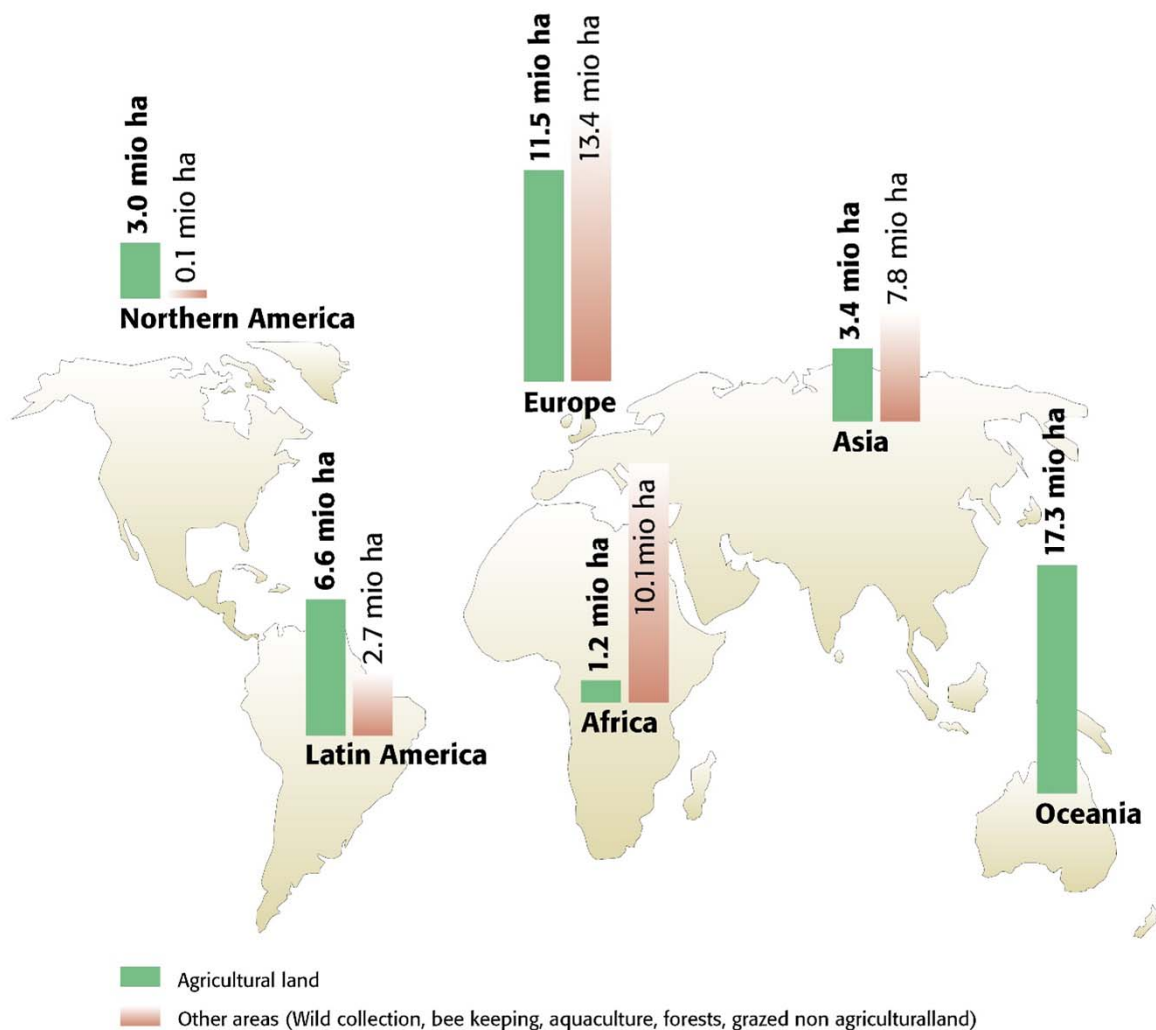 3.0 mio ha
0.1 mio ha
Northern America
11.5 mio ha
13.4 mio ha
Europe
3.4 mio ha
7.8 mio ha
Asia
6.6 mio ha
2.7 mio ha
Latin America
1.2 mio ha
10.1mio ha
Africa
17.3 mio ha
Oceania
Agricultural land
Other areas (Wild collection, bee keeping, aquaculture, forests, grazed non agriculturalland)